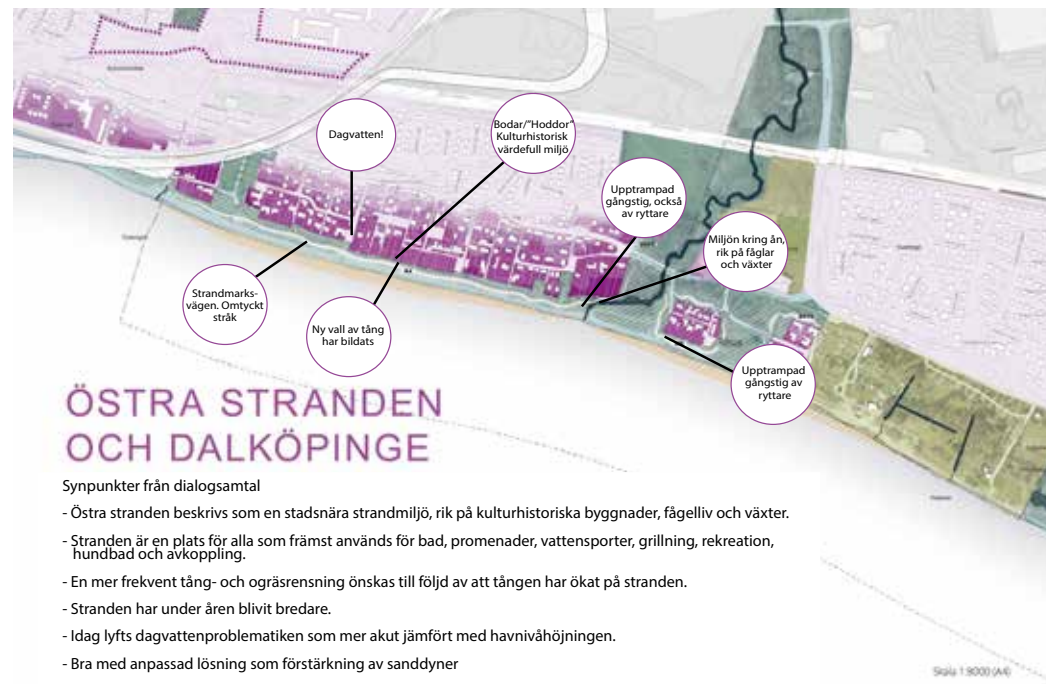 Dagvatten!
Bodar/"Hoddor"
Kulturhistorisk
värdefull miljö
Upptrampad
gångstig, också
av ryttare
Miljön kring ån,
rik på fåglar
och växter
Strandmarks-
vägen. Omtyckt
stråk
Ny vall av tång
har bildats
Upptrampad
gångstig av
ryttare
ÖSTRA STRANDEN
OCH DALKÖPINGE
Synpunkter från dialogsamtal
- Östra stranden beskrivs som en stadsnära strandmiljö, rik på kulturhistoriska byggnader, fågelliv och växter.
- Stranden är en plats för alla som främst används för bad, promenader, vattensporter, grillning, rekreation,
hundbad och avkoppling.
- En mer frekvent tång- och ogräsrensning önskas till följd av att tången har ökat på stranden.
- Stranden har under åren blivit bredare.
- Idag lyfts dagvattenproblematiken som mer akut jämfört med havnivåhöjningen.
- Bra med anpassad lösning som förstärkning av sanddyner
Skala 1:9000 (A4)